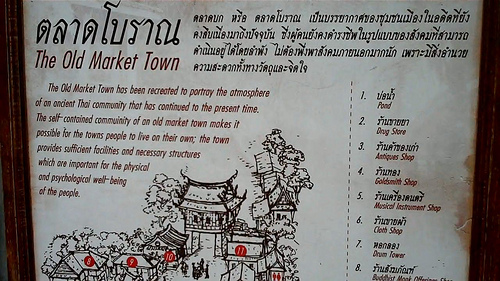 ตลาดโบราณ
The Old Market Town
ตลาดบก หรือ ตลาดโบราณ เป็นบรรยากาศของชุมชนเมืองในอดีตที่ยัง
คงสืบเนื่องมาถึงปัจจุบัน ซึ่งผู้คนยังคงดำรงชีพในรูปแบบของสังคมที่สามารถ
ดำเนินอยู่ได้โดยลำพัง ไม่ต้องพึ่งพาสังคมภายนอกมากนัก เพราะมีสิ่งอำนวย
ความสะดวกทั้งทางวัตถุและจิตใจ
The Old Market Town has been recreated to portray the atmosphere
of an ancient Thai community that has continued to the present time.
The self-contained community of an old market town makes it
possible for the towns people to live on their own; the town
provides sufficient facilities and necessary structures
which are important for the physical
and psychological well-being
of the people.
1. บ่อน้ำ
Pond
2. ร้านขายยา
Drug Store
3. ร้านค้าของเก่า
Antiques Shop
4. ร้านทอง
Goldsmith Shop
5. ร้านเครื่องดนตรี
Musical Instrument Shop
6. ร้านขายผ้า
Cloth Shop
7. หอกลอง
Drum Tower
8. ร้านสังฆภัณฑ์
Buddhist Monk Offerings Shop
8
9
10
11